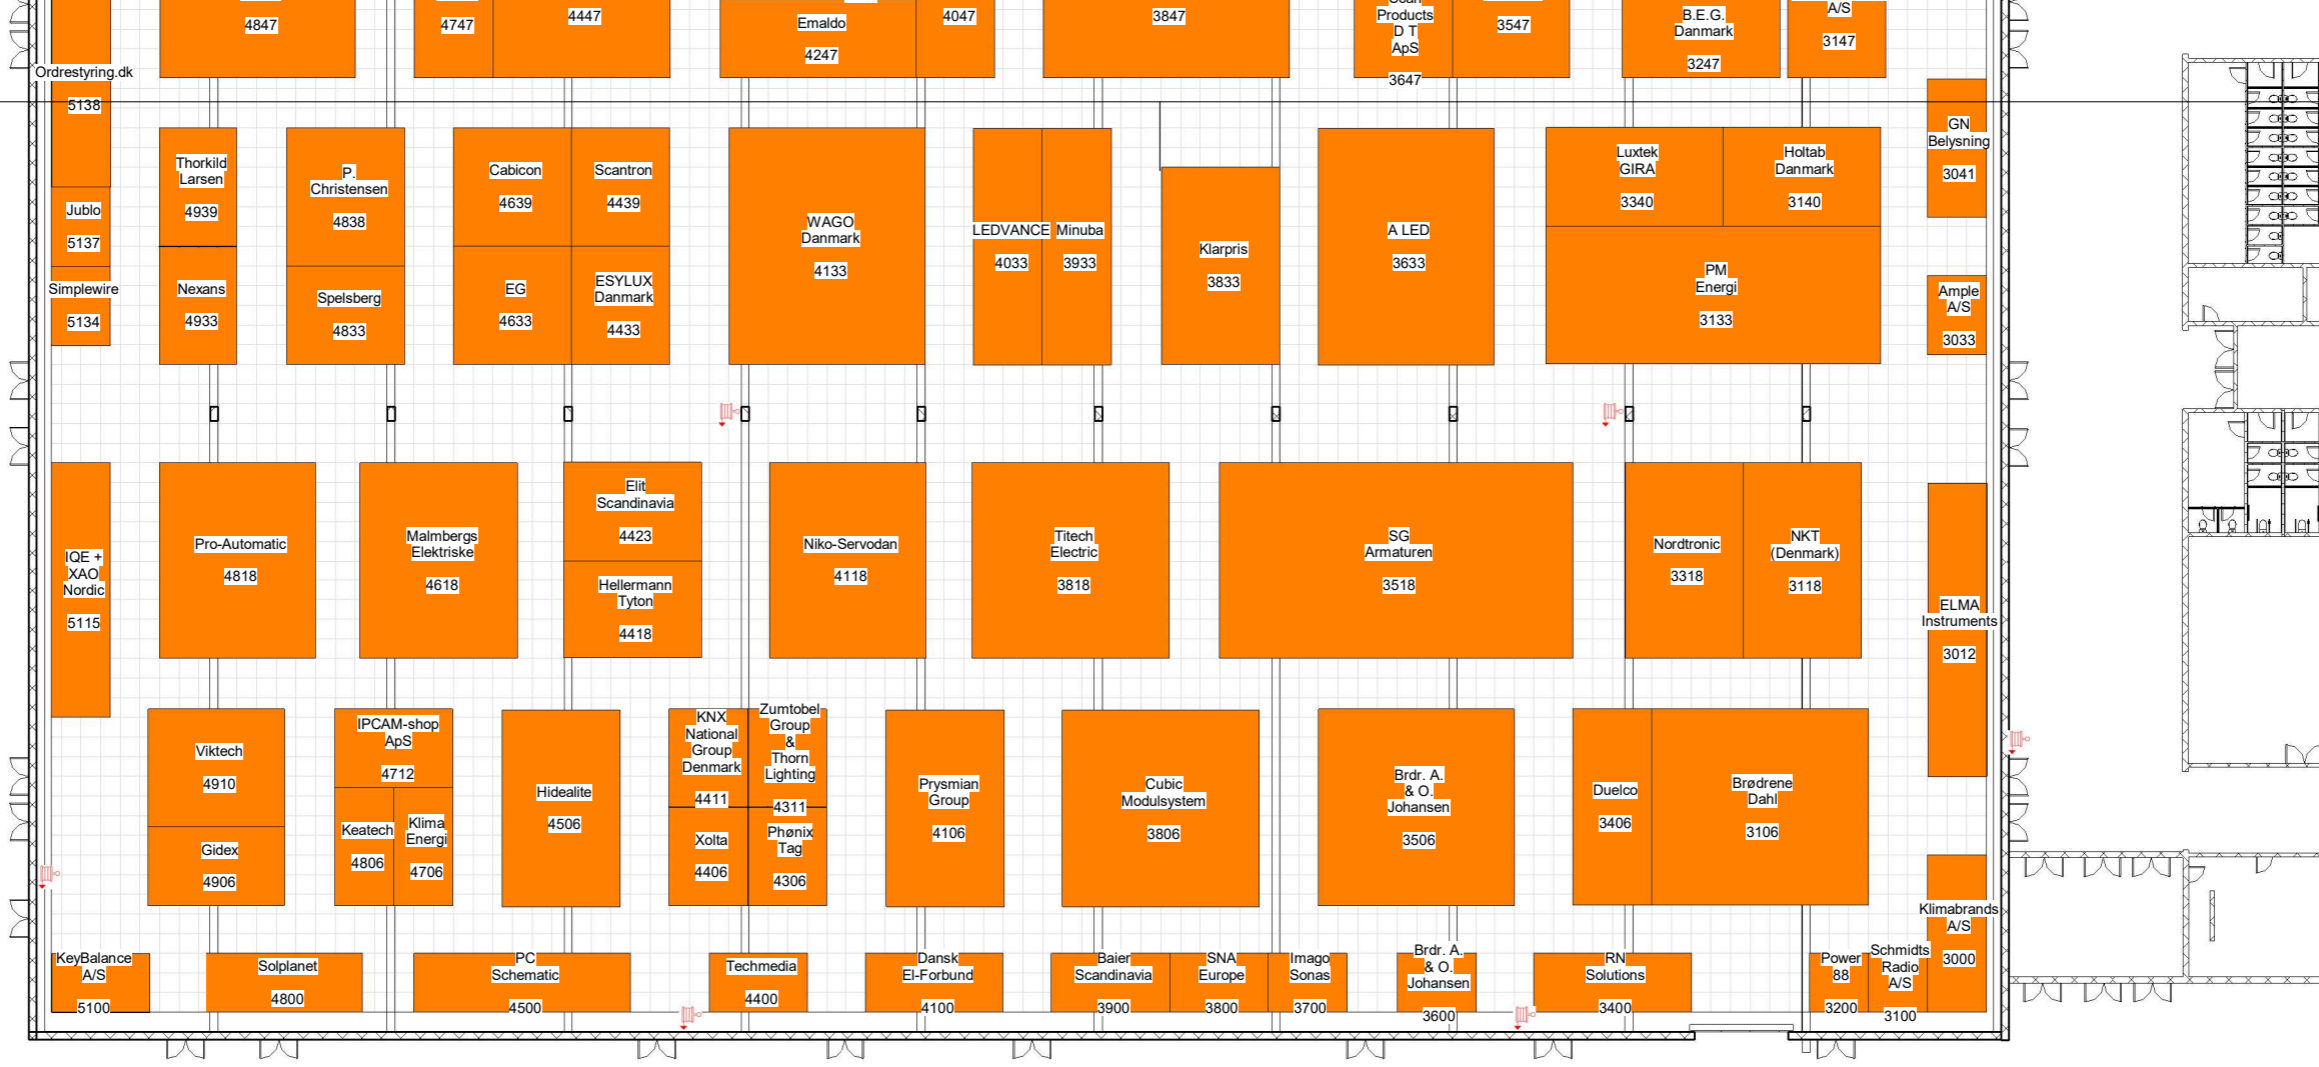 4847
4747
4447
Emaldo
4247
4047
3847
Products
D T
ApS
3647
3547
B.E.G.
Danmark
3247
A/S
3147
Ordrestyring.dk
5138
Thorkild
Larsen
4939
P.
Christensen
4838
Cabicon
4639
Scantron
4439
WAGO
Danmark
4133
LEDVANCE
4033
Minuba
3933
Klarpris
3833
A LED
3633
Luxtek
GIRA
3340
Holtab
Danmark
3140
GN
Belysning
3041
Jublo
5137
Simplewire
5134
Nexans
4933
Spelsberg
4833
EG
4633
ESYLUX
Danmark
4433
PM
Energi
3133
Ample
A/S
3033
IQE +
XAO
Nordic
5115
Pro-Automatic
4818
Malmbergs
Elektriske
4618
Elit
Scandinavia
4423
Hellermann
Tyton
4418
Niko-Servodan
4118
Titech
Electric
3818
SG
Armaturen
3518
Nordtronic
3318
NKT
(Denmark)
3118
ELMA
Instruments
3012
Viktech
4910
Gidex
4906
IPCAM-shop
ApS
4712
Keatech
4806
Klima
Energi
4706
Hidealite
4506
KNX
National
Group
Denmark
4411
Zumtobel
Group
&
Thorn
Lighting
4311
Xolta
4406
Phønix
Tag
4306
Prysmian
Group
4106
Cubic
Modulsystem
3806
Brdr. A.
& O.
Johansen
3506
Duelco
3406
Brødrene
Dahl
3106
Klimabrands
A/S
3000
KeyBalance
A/S
5100
Solplanet
4800
PC
Schematic
4500
Techmedia
4400
Dansk
El-Forbund
4100
Baier
Scandinavia
3900
SNA
Europe
3800
Imago
Sonas
3700
Brdr. A.
& O.
Johansen
3600
RN
Solutions
3400
Power
88
3200
Schmidts
Radio
A/S
3100